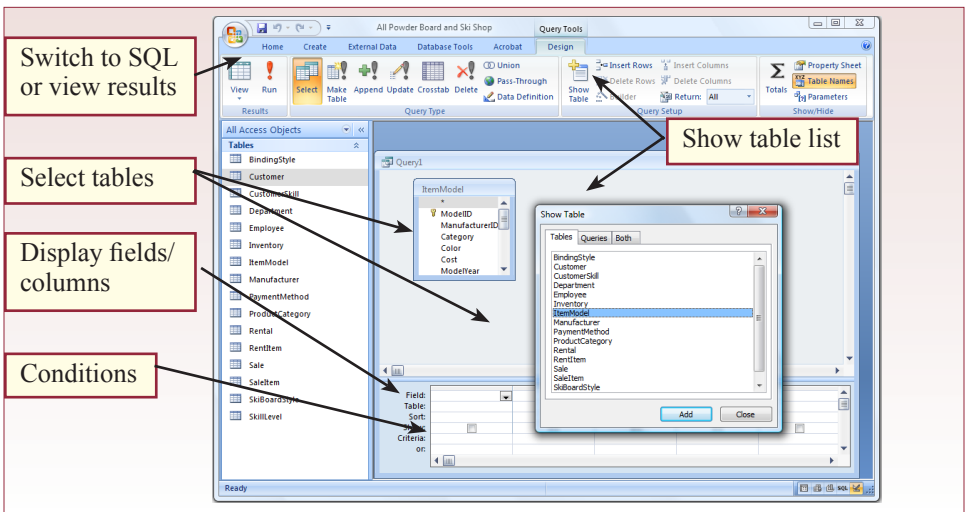 All Powder Board and Ski Shop
Query Tools
Home Create External Data Database Tools Acrobat Design
Switch to SQL
or view results
View Run
Results
Select Make Table Append Update Crosstab Delete
Union
Pass-Through
Data Definition
Query Type
Show Table
Insert Rows
Delete Rows
Builder
Insert Columns
Delete Columns
Return: All
Query Setup
Totals
Property Sheet
Table Names
Parameters
Show/Hide
Show table list
All Access Objects
Tables
BindingStyle
Customer
CustomerSkill
Department
Employee
Inventory
ItemModel
Manufacturer
PaymentMethod
ProductCategory
Rental
RentItem
Sale
SaleItem
SkiBoardStyle
SkillLevel
Select tables
Display fields/
columns
Conditions
Query1
ItemModel
*
ModelID
ManufacturerID
Category
Color
Cost
ModelYear
Show Table
Tables Queries Both
BindingStyle
Customer
CustomerSkill
Department
Employee
Inventory
ItemModel
Manufacturer
PaymentMethod
ProductCategory
Rental
RentItem
Sale
SaleItem
SkiBoardStyle
Add Close
Field:
Table:
Sort:
Show:
Criteria:
or:
Ready
SQL